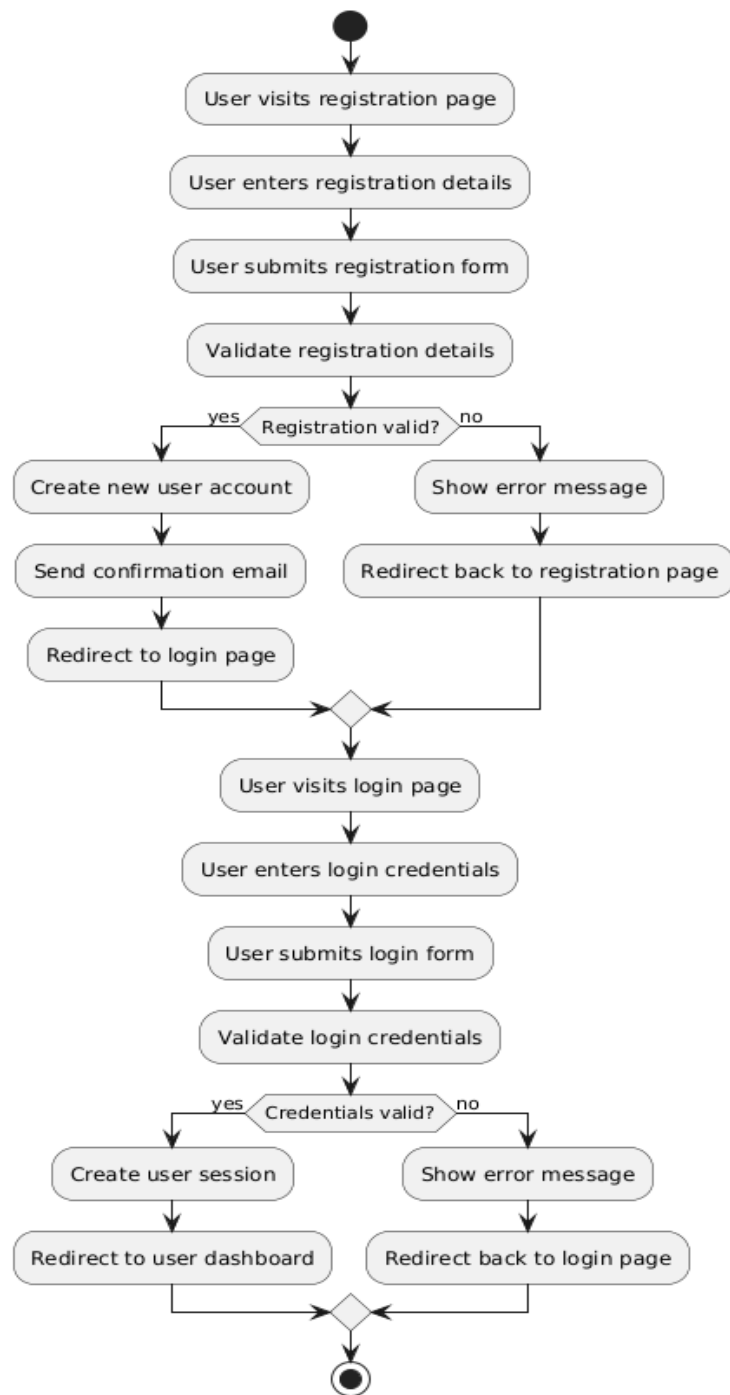 User visits registration page
User enters registration details
User submits registration form
Validate registration details
yes
Registration valid?
no
Create new user account
Show error message
Send confirmation email
Redirect back to registration page
Redirect to login page
User visits login page
User enters login credentials
User submits login form
Validate login credentials
yes
Credentials valid?
no
Create user session
Show error message
Redirect to user dashboard
Redirect back to login page